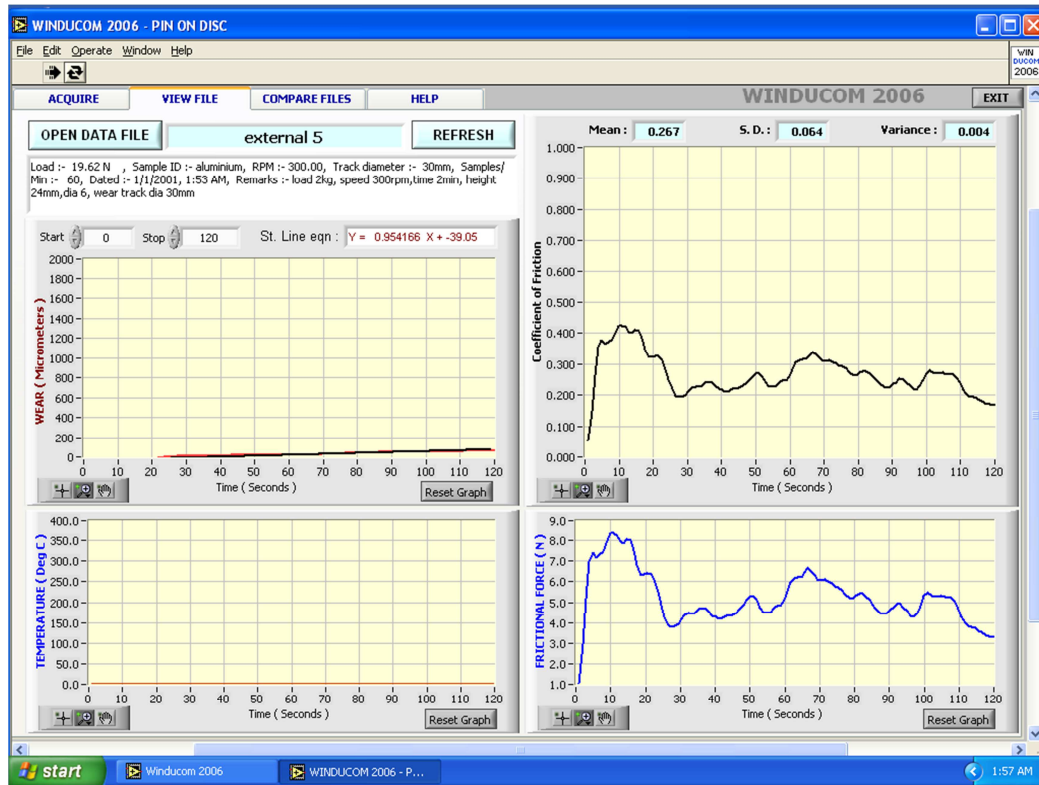 WINDUCOM 2006 - PIN ON DISC
File Edit Operate Window Help
WIN
DUCOM
2006
ACQUIRE VIEW FILE COMPARE FILES HELP WINDUCOM 2006 EXIT
OPEN DATA FILE external 5 REFRESH
Load :- 19.62 N , Sample ID :- aluminium, RPM :- 300.00, Track diameter :- 30mm, Samples/
Min :- 60, Dated :- 1/1/2001, 1:53 AM, Remarks :- load 2kg, speed 300rpm,time 2min, height
24mm,dia 6, wear track dia 30mm
Start 0 Stop 120 St. Line eqn : Y = 0.954166 X + -39.05
WEAR ( Micrometers )
2000
1800
1600
1400
1200
1000
800
600
400
200
0
0 10 20 30 40 50 60 70 80 90 100 110 120
Time ( Seconds )
Reset Graph
Mean : 0.267 S. D. : 0.064 Variance : 0.004
Coefficient of Friction
1.000
0.900
0.800
0.700
0.600
0.500
0.400
0.300
0.200
0.100
0.000
0 10 20 30 40 50 60 70 80 90 100 110 120
Time ( Seconds )
TEMPERATURE ( Deg C )
400.0
350.0
300.0
250.0
200.0
150.0
100.0
50.0
0.0
0 10 20 30 40 50 60 70 80 90 100 110 120
Time ( Seconds )
Reset Graph
FRICTIONAL FORCE ( N )
9.0
8.0
7.0
6.0
5.0
4.0
3.0
2.0
1.0
0 10 20 30 40 50 60 70 80 90 100 110 120
Time ( Seconds )
Reset Graph
start Winducom 2006 WINDUCOM 2006 - P... 1:57 AM